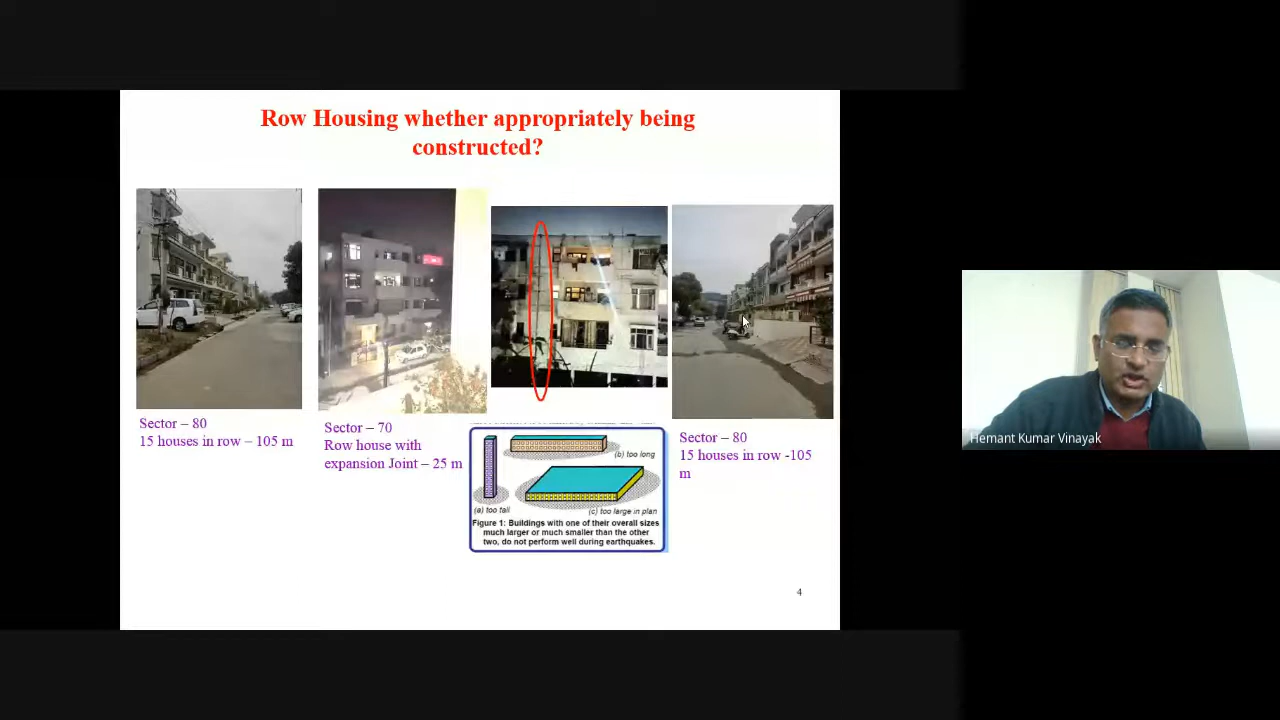 Row Housing whether appropriately being
constructed?
Sector – 80
15 houses in row – 105 m
Sector – 70
Row house with
expansion Joint – 25 m
(b) too long
(a) too tall
(c) too large in plan
Figure 1: Buildings with one of their overall sizes
much larger or much smaller than the other
two, do not perform well during earthquakes.
Sector – 80
15 houses in row -105
m
4
Hemant Kumar Vinayak